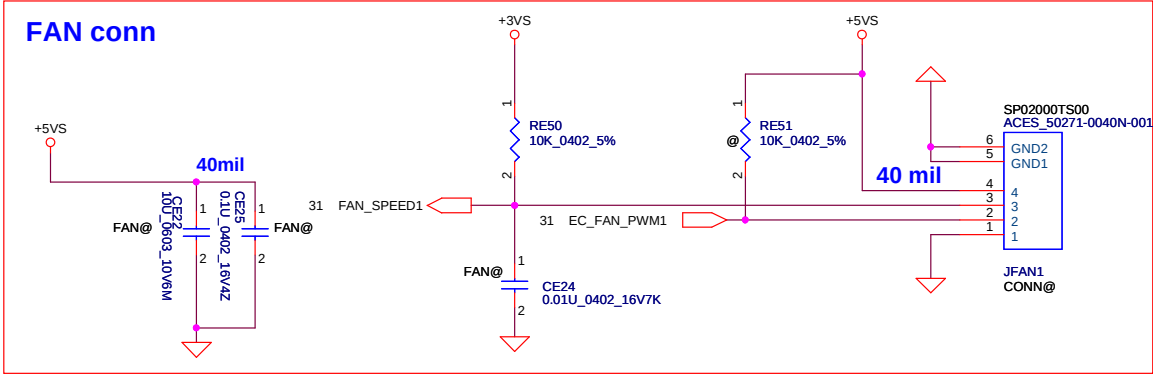 FAN conn
+3VS
+5VS
SP02000TS00
ACES_50271-0040N-001
1
RE50
10K_0402_5%
2
1
@
RE51
10K_0402_5%
2
6
GND2
5
GND1
+5VS
40mil
40 mil
4
4
3
3
2
2
1
1
31
FAN_SPEED1
31
EC_FAN_PWM1
FAN@
1
2
CE22
10U_0603_10V6M
CE25
0.1U_0402_16V4Z
1
2
FAN@
FAN@
1
2
CE24
0.01U_0402_16V7K
JFAN1
CONN@